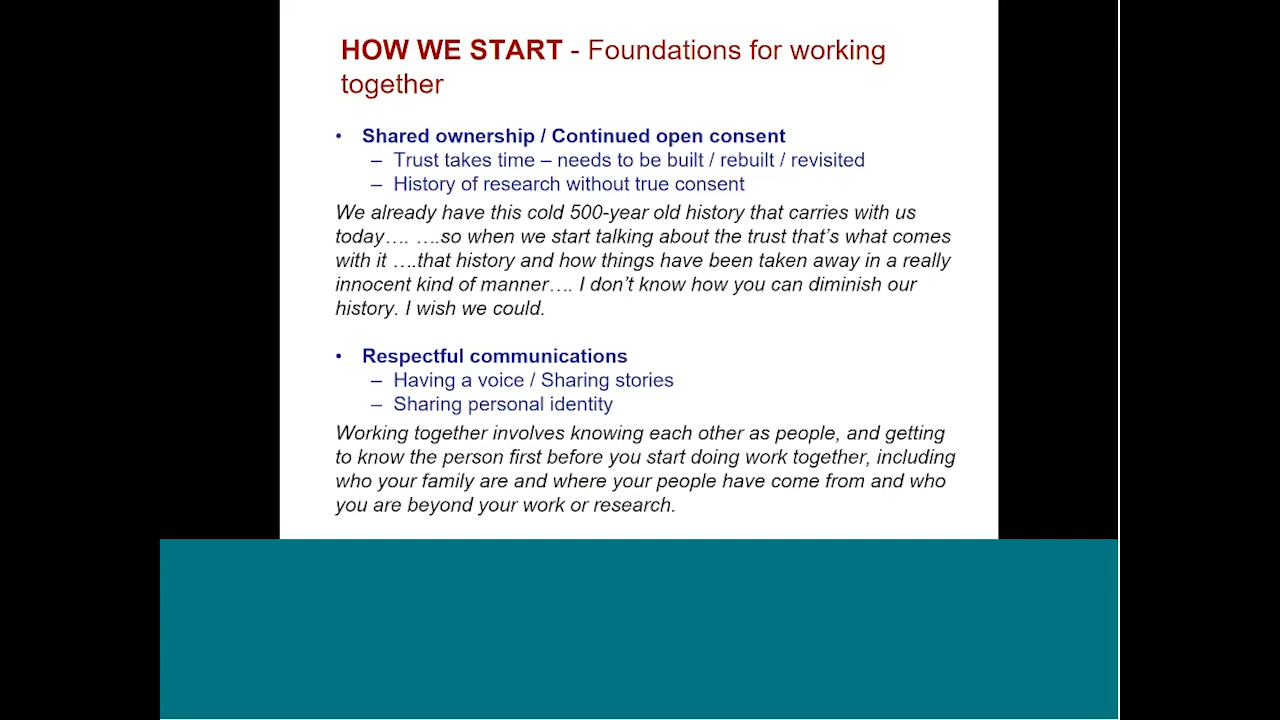 HOW WE START - Foundations for working
together
• Shared ownership / Continued open consent
– Trust takes time – needs to be built / rebuilt / revisited
– History of research without true consent
We already have this cold 500-year old history that carries with us
today…. ….so when we start talking about the trust that’s what comes
with it ….that history and how things have been taken away in a really
innocent kind of manner…. I don’t know how you can diminish our
history. I wish we could.
• Respectful communications
– Having a voice / Sharing stories
– Sharing personal identity
Working together involves knowing each other as people, and getting
to know the person first before you start doing work together, including
who your family are and where your people have come from and who
you are beyond your work or research.